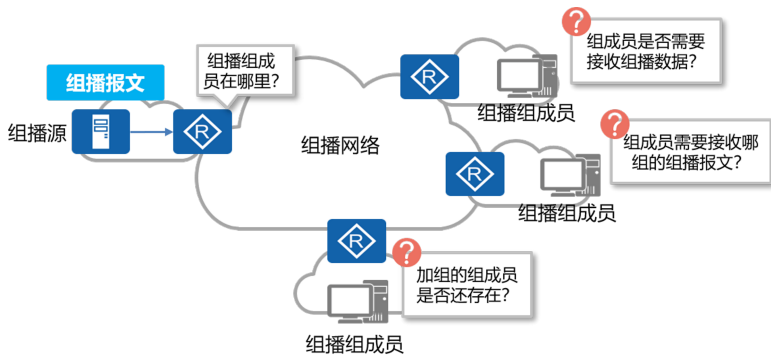 组播报文
组播源
R
组播组成
员在哪里？
组播网络
R
组播组成员
组成员是否需要
接收组播数据？
?
R
组播组成员
组成员需要接收哪
组的组播报文？
?
R
组播组成员
加组的组成员
是否还存在？
?